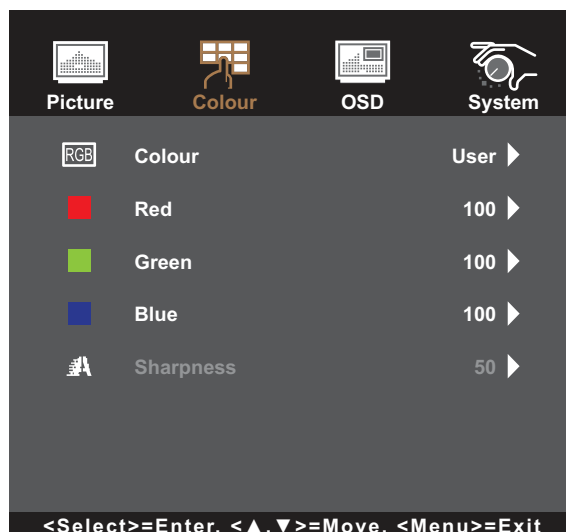 Picture Colour OSD System
RGB Colour User
Red 100
Green 100
Blue 100
Sharpness 50
<Select>=Enter, <▲,▼>=Move, <Menu>=Exit